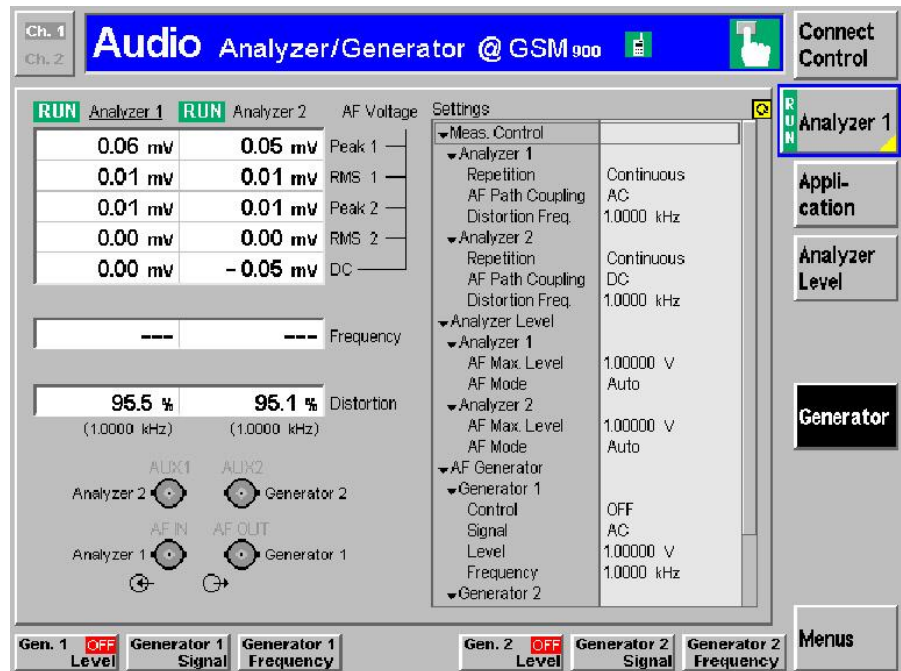 Ch. 1
Ch. 2
Audio Analyzer/Generator @ GSM 900
Connect
Control
RUN Analyzer 1 RUN Analyzer 2 AF Voltage
0.06 mV 0.05 mV Peak 1
0.01 mV 0.01 mV RMS 1
0.01 mV 0.01 mV Peak 2
0.00 mV 0.00 mV RMS 2
0.00 mV - 0.05 mV DC
--- --- Frequency
95.5 % 95.1 % Distortion
(1.0000 kHz) (1.0000 kHz)
AUX1 AUX2
Analyzer 2 Generator 2
AF IN AF OUT
Analyzer 1 Generator 1
Settings
Meas. Control
Analyzer 1
Repetition Continuous
AF Path Coupling AC
Distortion Freq. 1.0000 kHz
Analyzer 2
Repetition Continuous
AF Path Coupling DC
Distortion Freq. 1.0000 kHz
Analyzer Level
Analyzer 1
AF Max. Level 1.00000 V
AF Mode Auto
Analyzer 2
AF Max. Level 1.00000 V
AF Mode Auto
AF Generator
Generator 1
Control OFF
Signal AC
Level 1.00000 V
Frequency 1.0000 kHz
Generator 2
RUN Analyzer 1
Appli-
cation
Analyzer
Level
Generator
Menus
Gen. 1 OFF
Level
Generator 1
Signal
Generator 1
Frequency
Gen. 2 OFF
Level
Generator 2
Signal
Generator 2
Frequency